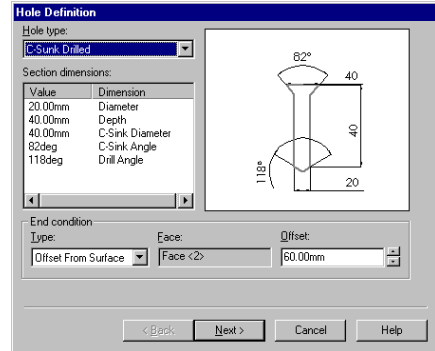 Hole Definition
Hole type:
C-Sunk Drilled
Section dimensions:
Value Dimension
20.00mm Diameter
40.00mm Depth
40.00mm C-Sink Diameter
82deg C-Sink Angle
118deg Drill Angle
82°
40
40
118°
20
End condition
Type: Face: Offset:
Offset From Surface Face <2> 60.00mm
< Back Next > Cancel Help